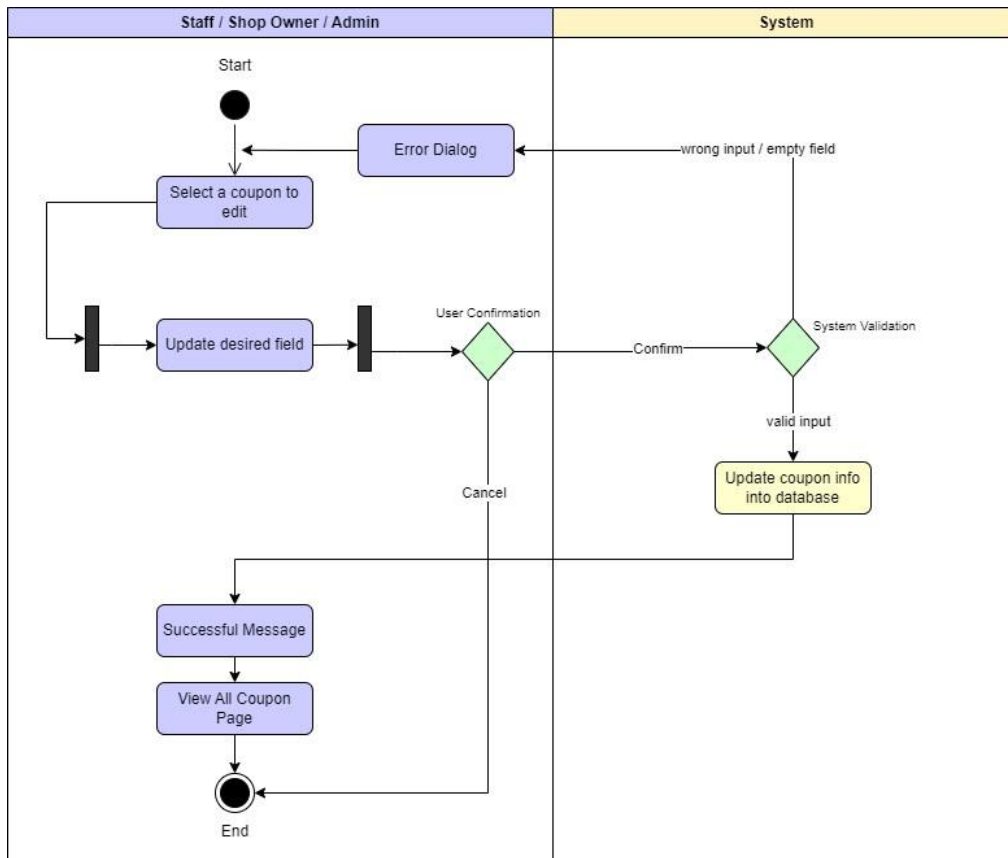 Staff / Shop Owner / Admin
System
Start
Error Dialog
wrong input / empty field
Select a coupon to
edit
User Confirmation
System Validation
Update desired field
Confirm
valid input
Update coupon info
into database
Cancel
Successful Message
View All Coupon
Page
End